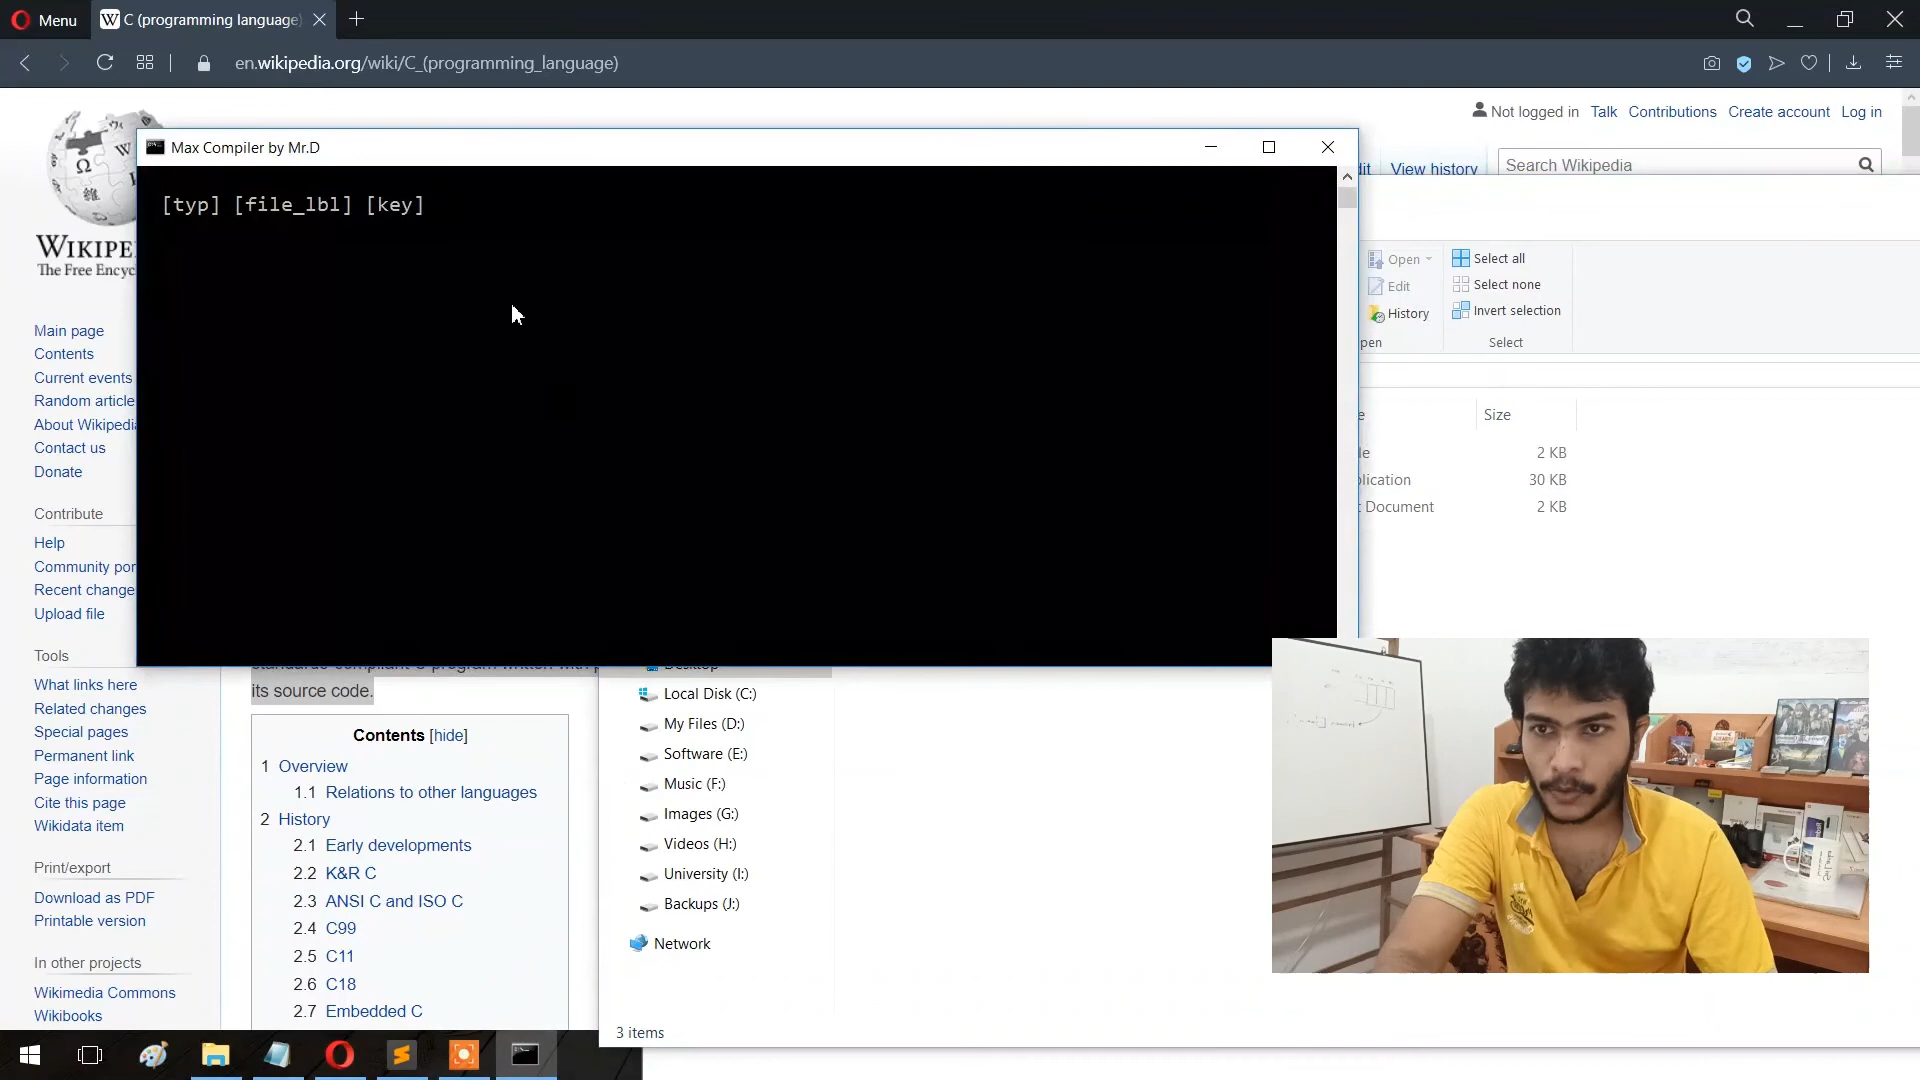 Menu
C (programming language)
en.wikipedia.org/wiki/C_(programming_language)
Not logged in Talk Contributions Create account Log in
View history
Search Wikipedia
The Free
Max Compiler by Mr.D
[typ] [file_lbl] [key]
Main page
Contents
Current events
Random article
About
Contact us
Donate
Contribute
Help
Community
Recent
Upload file
Tools
What links here
Related changes
Special pages
Permanent link
Page information
Cite this page
Wikidata item
Print/export
Download as PDF
Printable version
In other projects
Wikimedia Commons
Wikibooks
its source code.
Contents [hide]
1 Overview
1.1 Relations to other languages
2 History
2.1 Early developments
2.2 K&R C
2.3 ANSI C and ISO C
2.4 C99
2.5 C11
2.6 C18
2.7 Embedded C
Open
Edit
History
Select all
Select none
Invert selection
Select
Size
2 KB
30 KB
Document 2 KB
Desktop
Local Disk (C:)
My Files (D:)
Software (E:)
Music (F:)
Images (G:)
Videos (H:)
University (I:)
Backups (J:)
Network
3 items